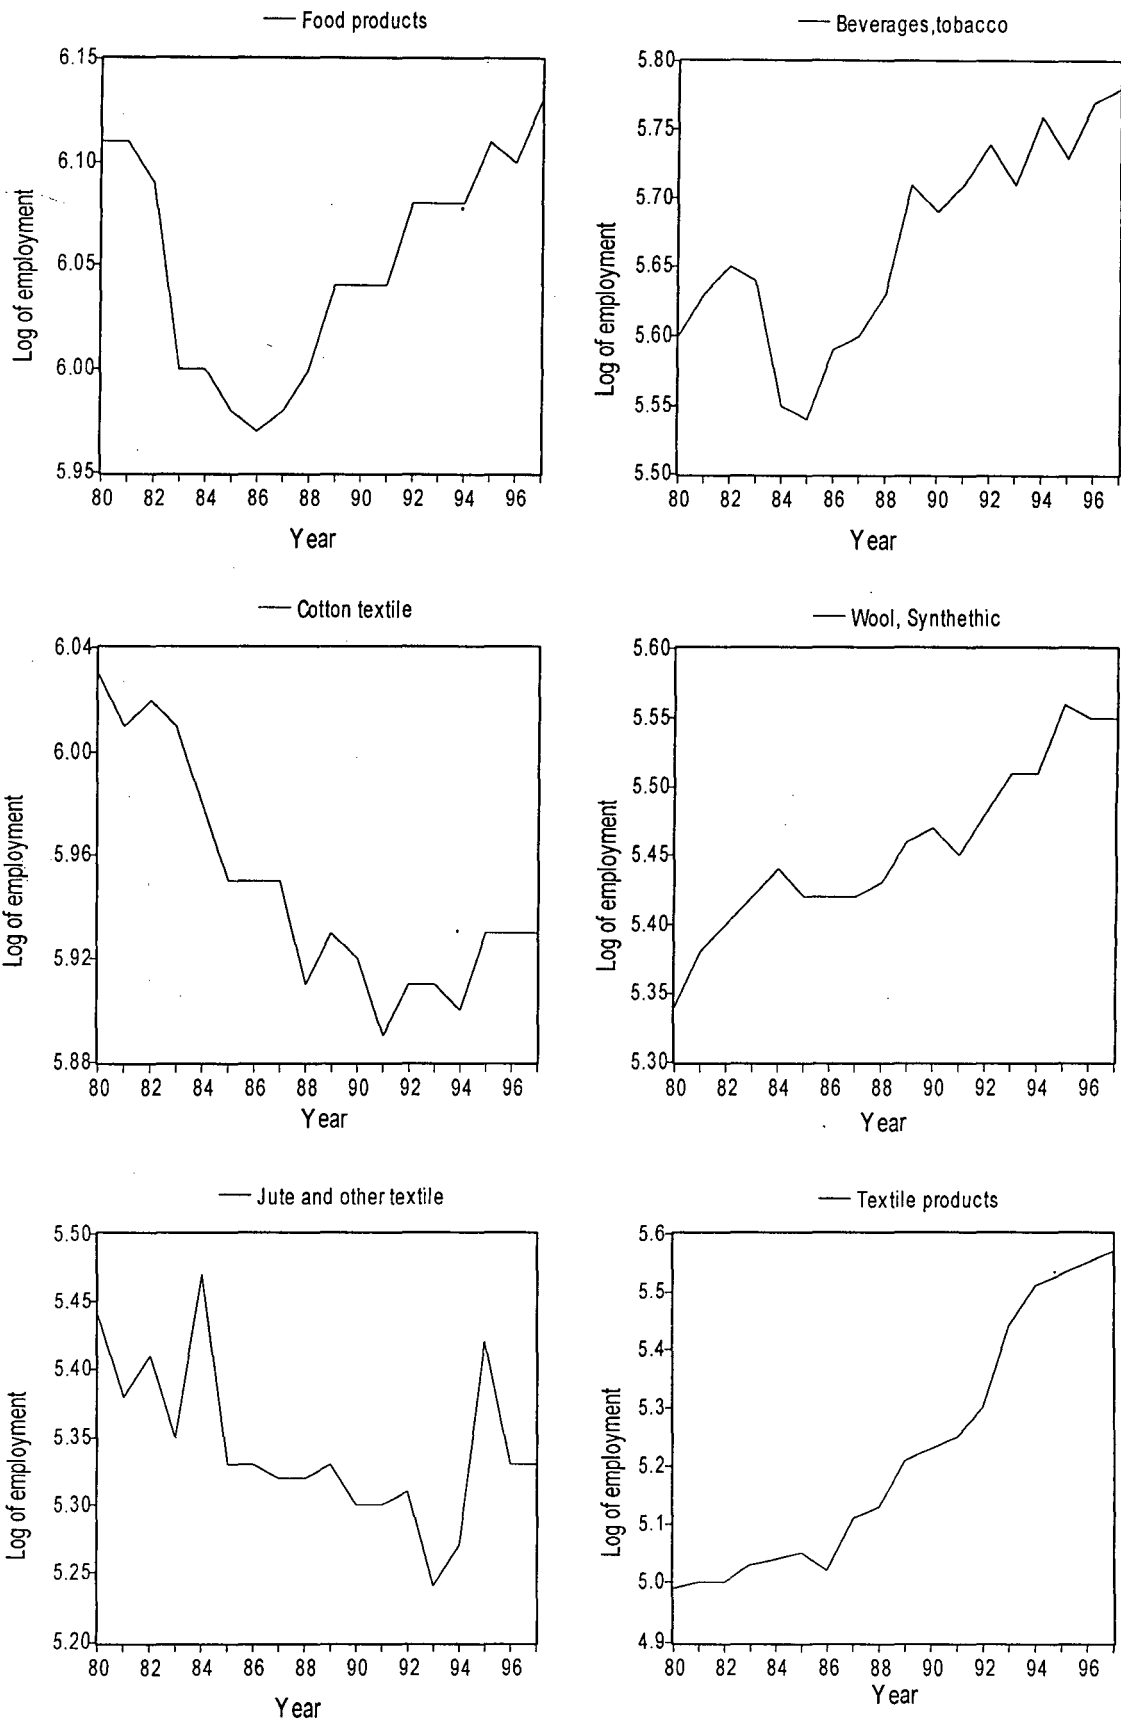 Food products
6.15
6.10
6.05
6.00
5.95
Log of employment
80 82 84 86 88 90 92 94 96
Year
Beverages,tobacco
5.80
5.75
5.70
5.65
5.60
5.55
5.50
Log of employment
80 82 84 86 88 90 92 94 96
Year
Cotton textile
6.04
6.00
5.96
5.92
5.88
Log of employment
80 82 84 86 88 90 92 94 96
Year
Wool, Synthethic
5.60
5.55
5.50
5.45
5.40
5.35
5.30
Log of employment
80 82 84 86 88 90 92 94 96
Year
Jute and other textile
5.50
5.45
5.40
5.35
5.30
5.25
5.20
Log of employment
80 82 84 86 88 90 92 94 96
Year
Textile products
5.6
5.5
5.4
5.3
5.2
5.1
5.0
4.9
Log of employment
80 82 84 86 88 90 92 94 96
Year